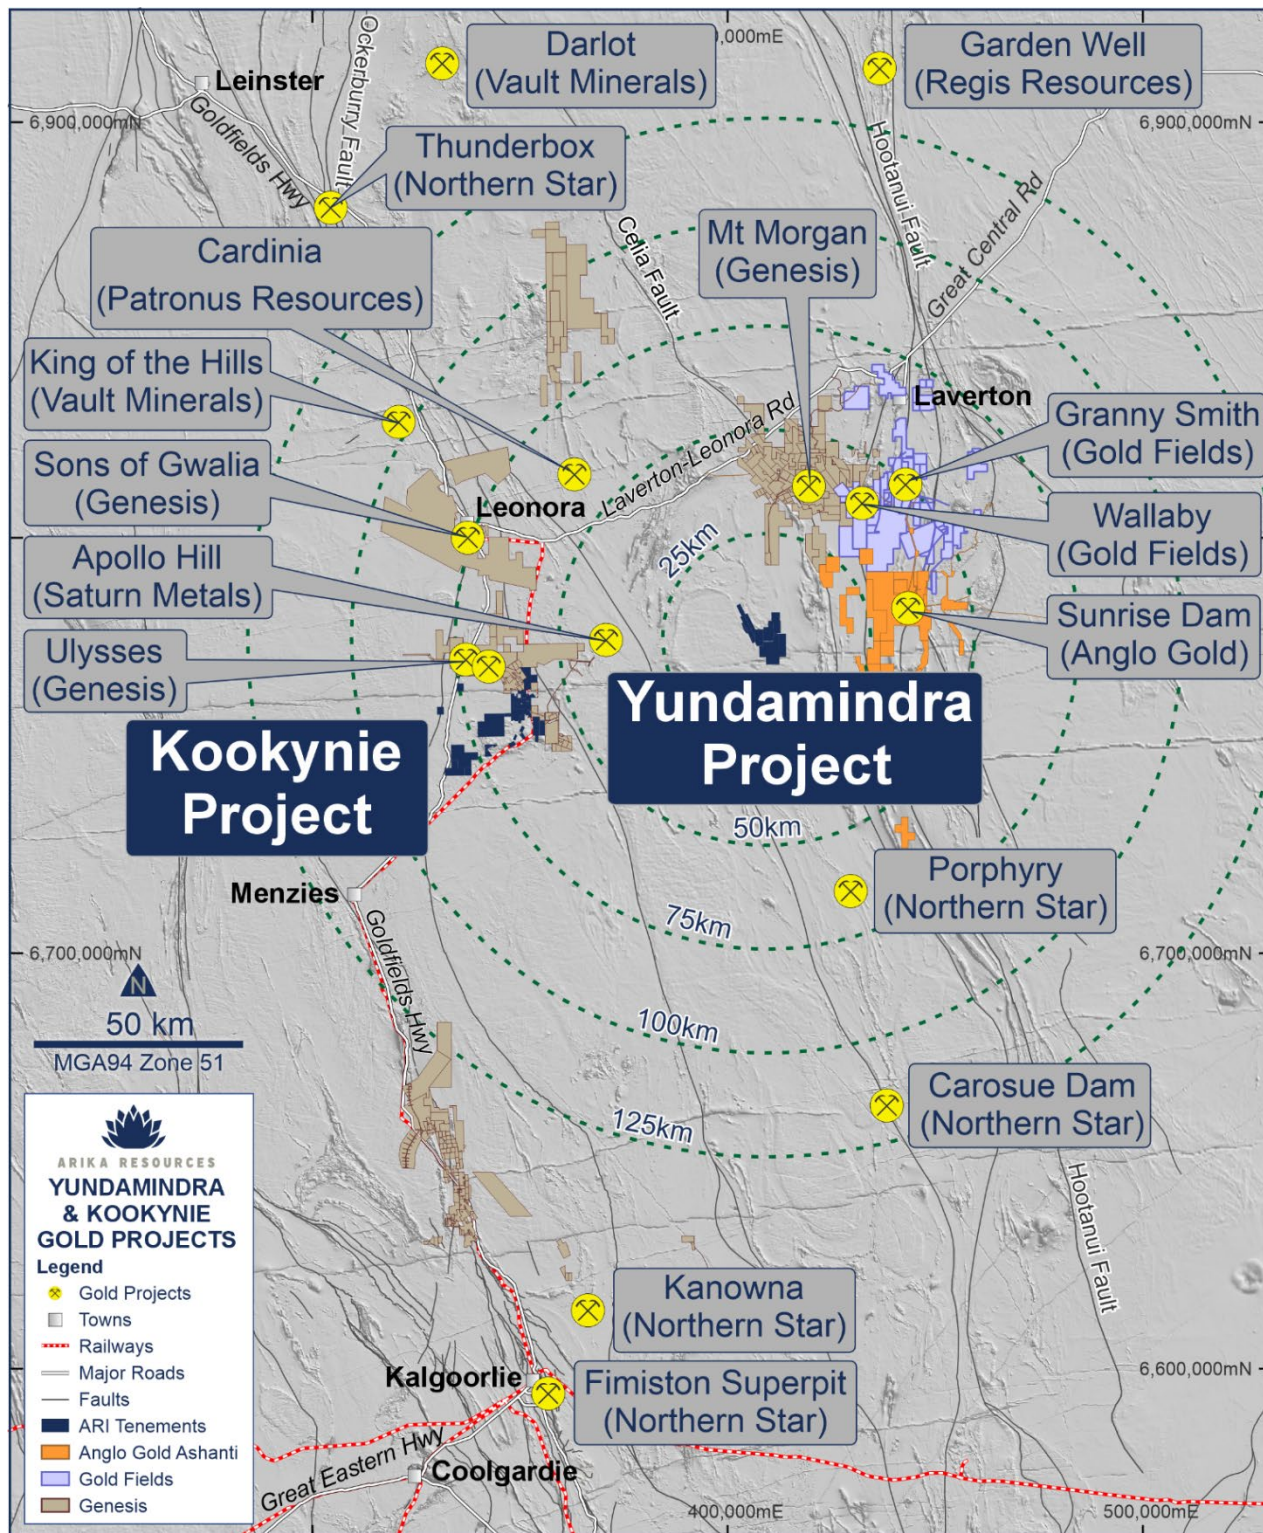 Darlot
(Vault Minerals)
00,000mE
Garden Well
(Regis Resources)
Leinster
Ockerburry Fault
Goldfields Hwy
6,900,000mN
6,900,000mN
Hootanui Fault
Thunderbox
(Northern Star)
Great Central Rd
Celia Fault
Mt Morgan
(Genesis)
Cardinia
(Patronus Resources)
King of the Hills
(Vault Minerals)
Laverton
Laverton-Leonora Rd
Granny Smith
(Gold Fields)
Sons of Gwalia
(Genesis)
Leonora
Wallaby
(Gold Fields)
25km
Apollo Hill
(Saturn Metals)
Sunrise Dam
(Anglo Gold)
Ulysses
(Genesis)
Yundamindra
Project
Kookynie
Project
50km
Menzies
Porphyry
(Northern Star)
75km
Goldfields Hwy
6,700,000mN
6,700,000mN
N
50 km
MGA94 Zone 51
100km
Carosue Dam
(Northern Star)
125km
Hootanui Fault
ARIKA RESOURCES
YUNDAMINDRA
& KOOKYNIE
GOLD PROJECTS
Legend
Gold Projects
Towns
Railways
Major Roads
Faults
ARI Tenements
Anglo Gold Ashanti
Gold Fields
Genesis
Kanowna
(Northern Star)
6,600,000mN
Kalgoorlie
Fimiston Superpit
(Northern Star)
Great Eastern Hwy
Coolgardie
400,000mE
500,000mE